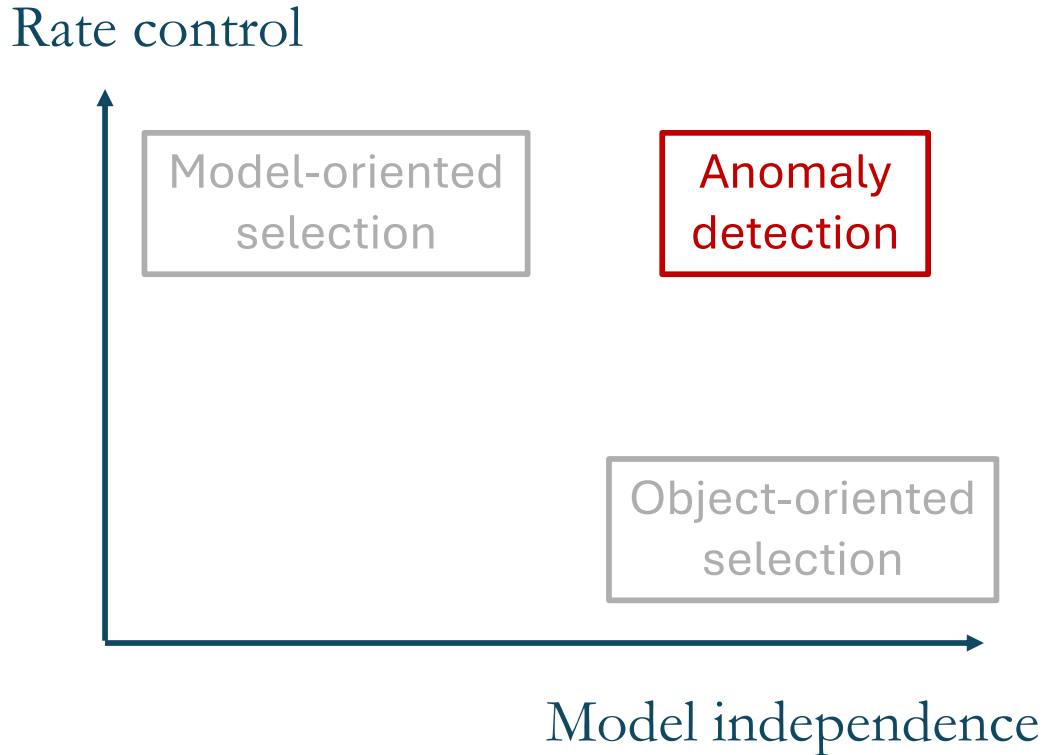 Rate control
Model-oriented
selection
Anomaly
detection
Object-oriented
selection
Model independence